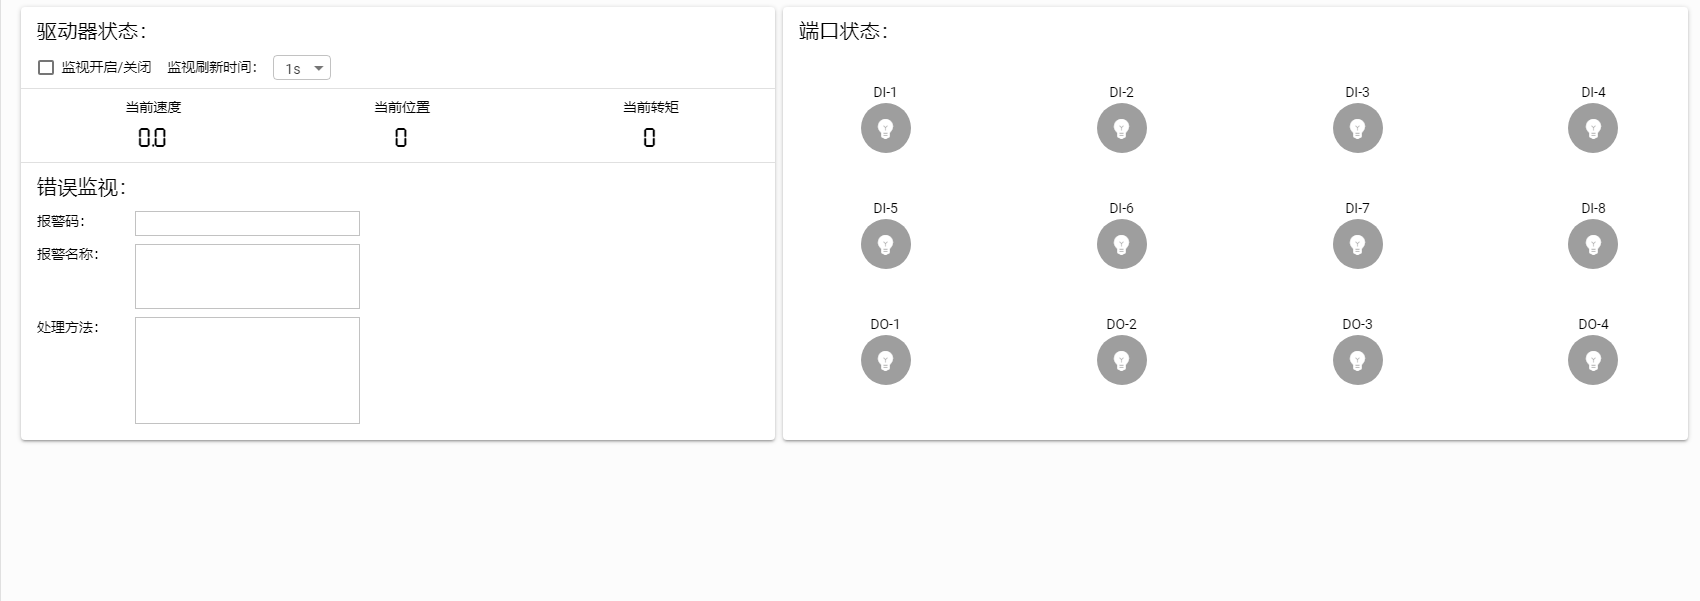 驱动器状态：
监视开启/关闭 监视刷新时间： 1s
当前速度 当前位置 当前转矩
0.0 0 0
错误监视：
报警码：
报警名称：
处理方法：
端口状态：
DI-1 DI-2 DI-3 DI-4
DI-5 DI-6 DI-7 DI-8
DO-1 DO-2 DO-3 DO-4